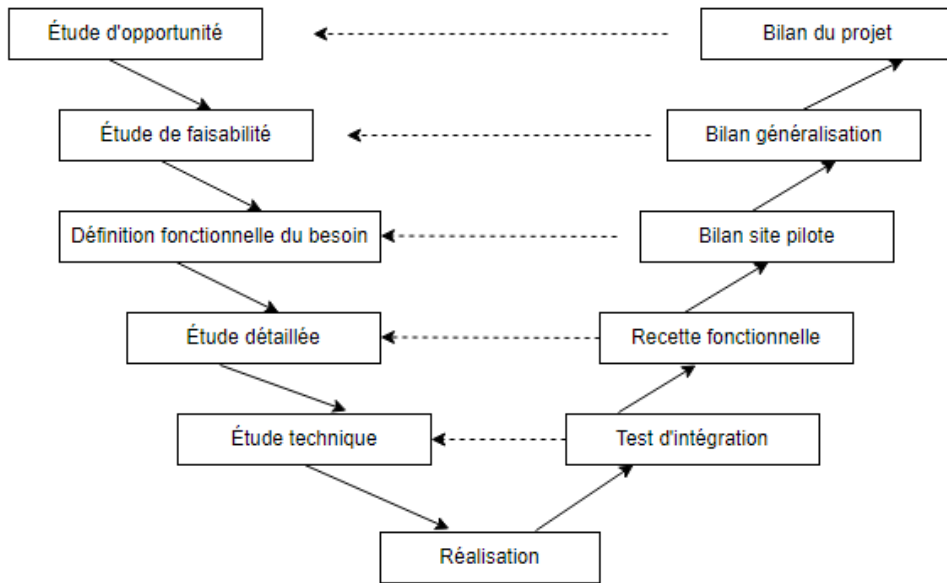 Étude d'opportunité
Bilan du projet
Étude de faisabilité
Bilan généralisation
Définition fonctionnelle du besoin
Bilan site pilote
Étude détaillée
Recette fonctionnelle
Étude technique
Test d'intégration
Réalisation